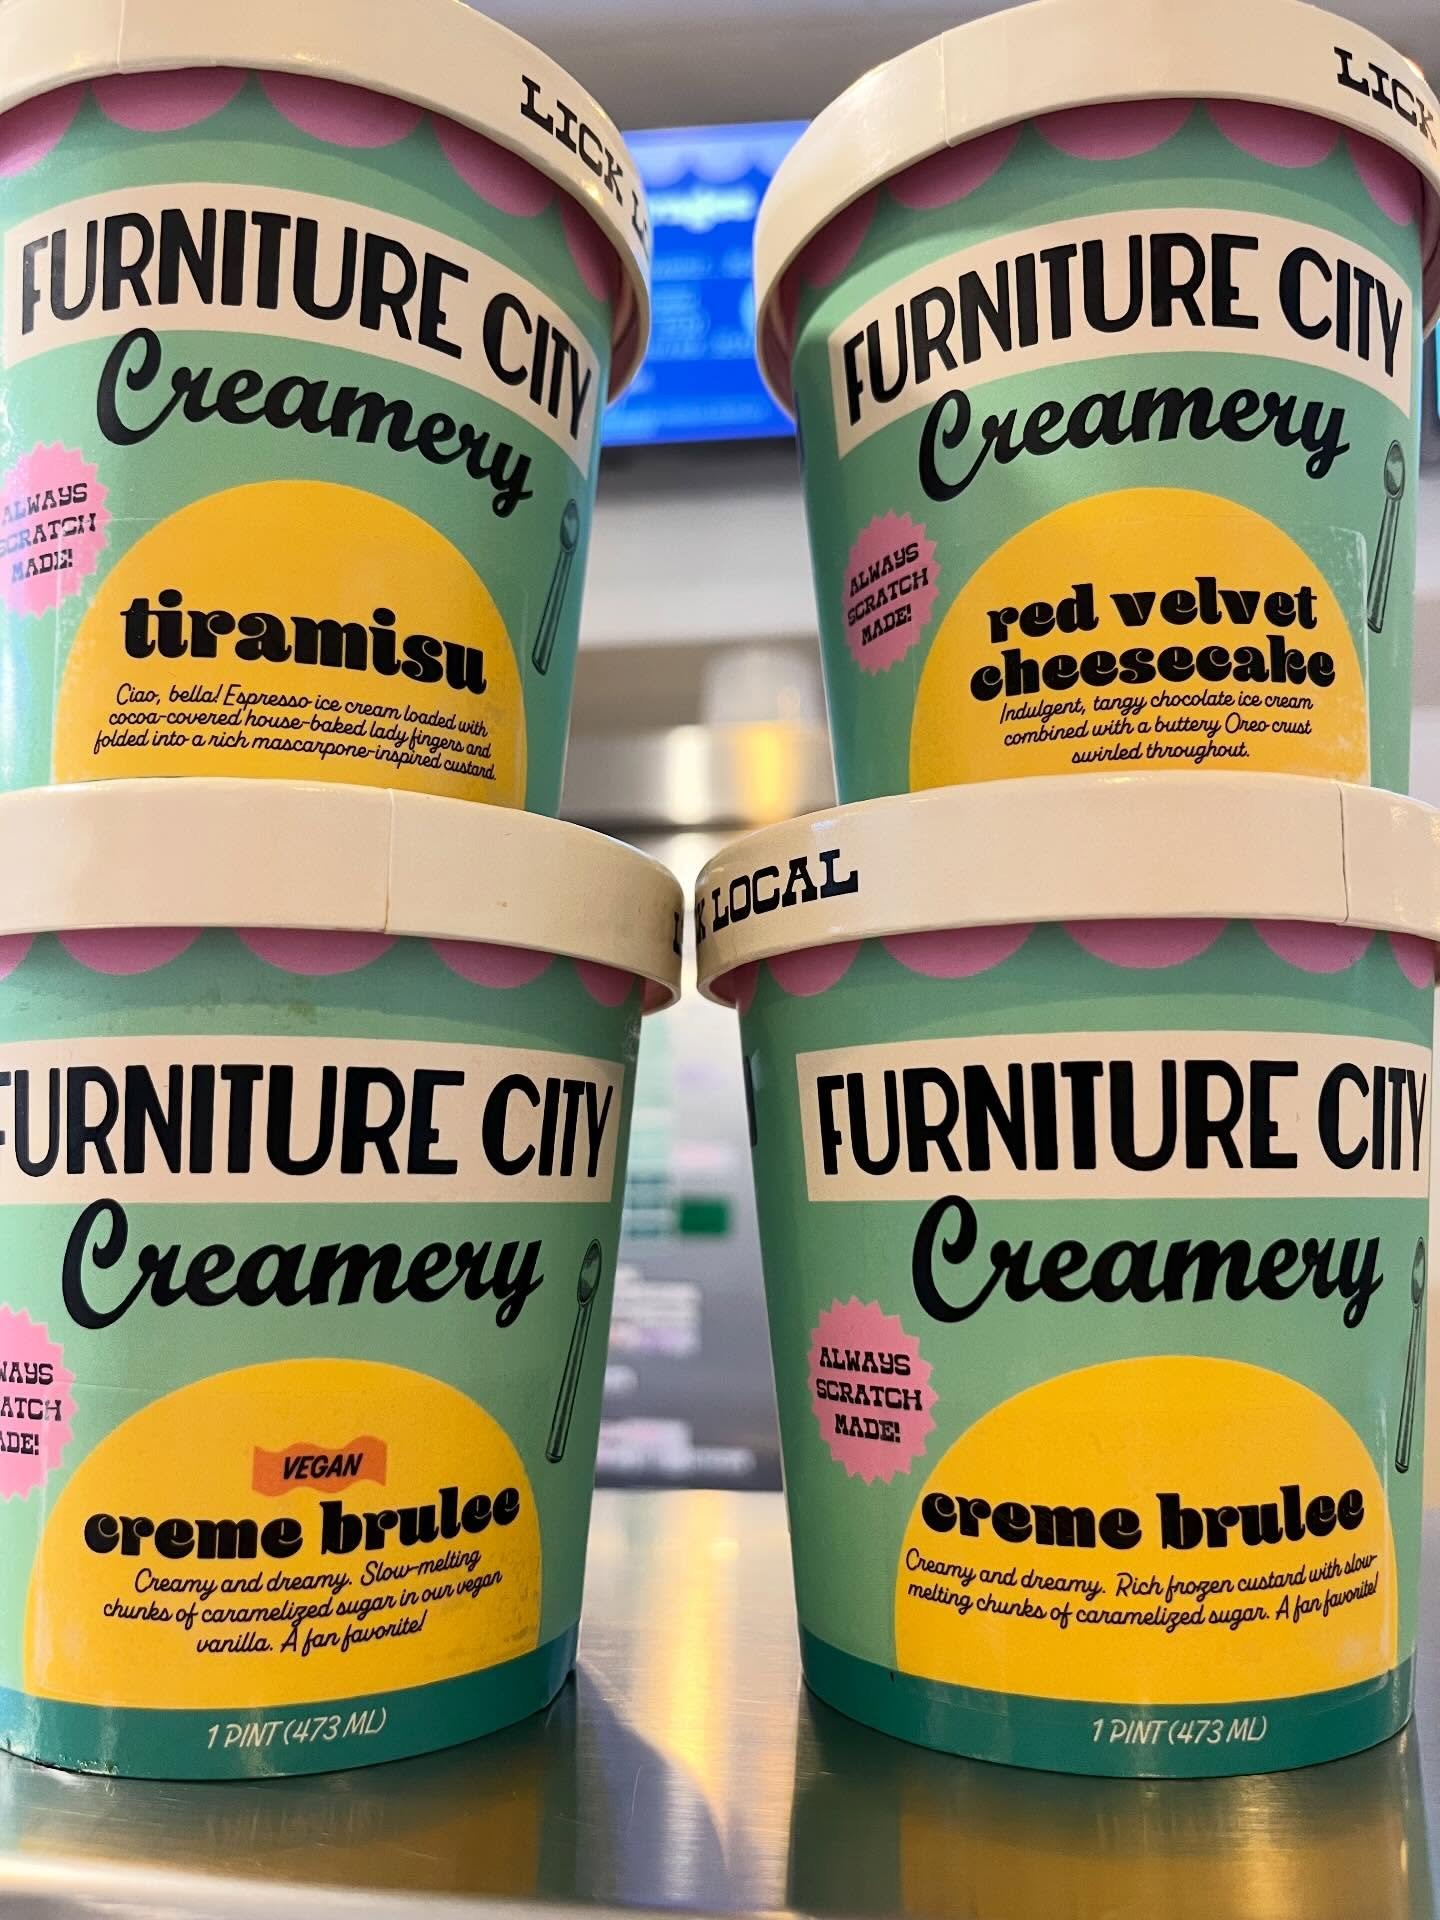 LICK
FURNITURE CITY
Creamery
ALWAYS
SCRATCH
MADE!
tiramisu
Ciao, bella! Espresso ice cream loaded with
cocoa-covered house-baked lady fingers and
folded into a rich mascarpone-inspired custard.
LICK
FURNITURE CITY
Creamery
ALWAYS
SCRATCH
MADE!
red velvet
cheesecake
Indulgent, tangy chocolate ice cream
combined with a buttery Oreo crust
swirled throughout.
FURNITURE CITY
Creamery
WAYS
ATCH
ADE!
VEGAN
creme brulee
Creamy and dreamy. Slow-melting
chunks of caramelized sugar in our vegan
vanilla. A fan favorite!
1 PINT (473 ML)
LOCAL
FURNITURE CITY
Creamery
ALWAYS
SCRATCH
MADE!
creme brulee
Creamy and dreamy. Rich frozen custard with slow-
melting chunks of caramelized sugar. A fan favorite!
1 PINT (473 ML)